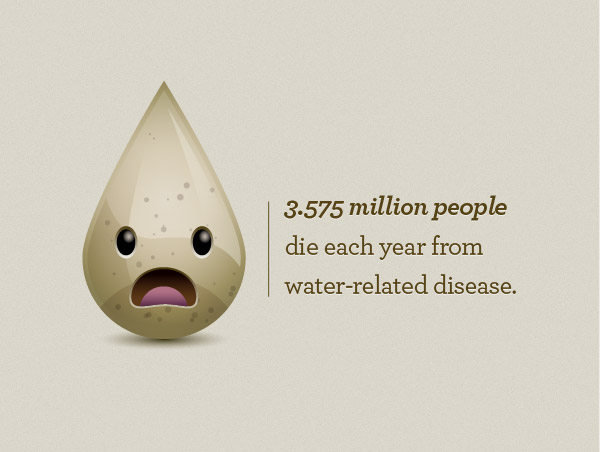 3.575 million people
die each year from
water-related disease.